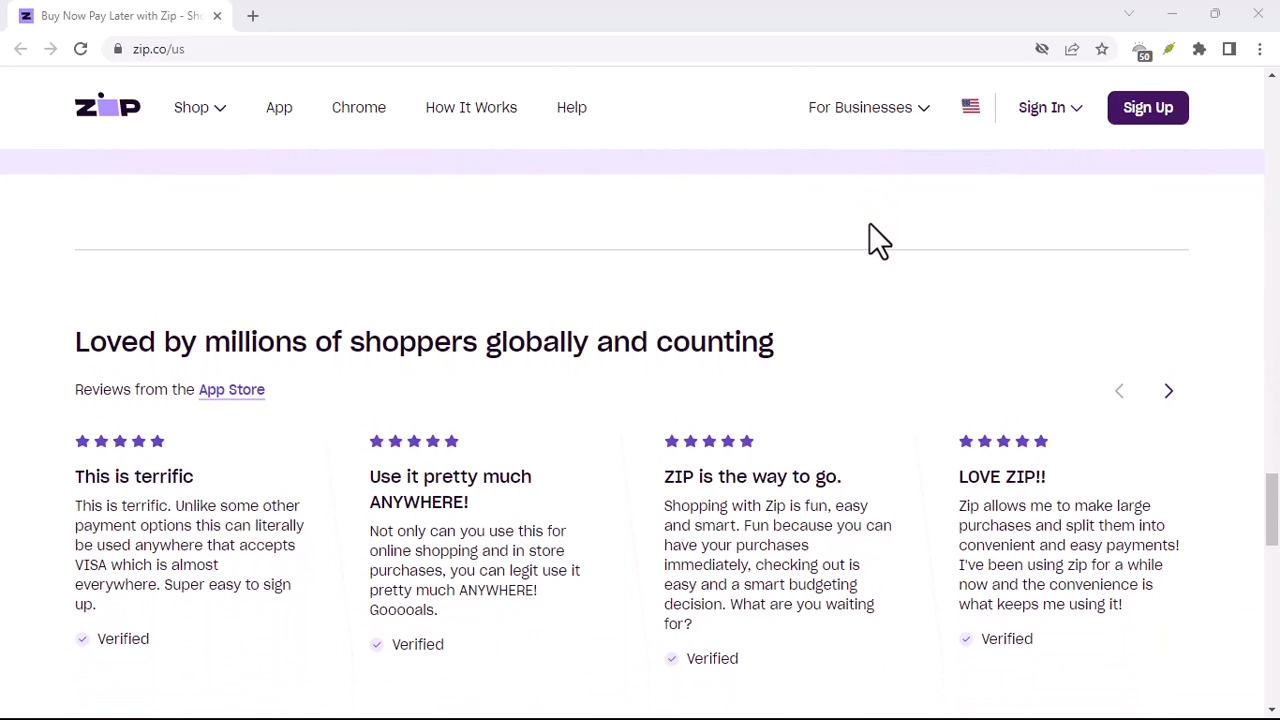 Buy Now Pay Later with Zip - Sho
zip.co/us
50
ZIP
Shop
App
Chrome
How It Works
Help
For Businesses
Sign In
Sign Up
Loved by millions of shoppers globally and counting
Reviews from the App Store
This is terrific
This is terrific. Unlike some other
payment options this can literally
be used anywhere that accepts
VISA which is almost
everywhere. Super easy to sign
up.
Verified
Use it pretty much
ANYWHERE!
Not only can you use this for
online shopping and in store
purchases, you can legit use it
pretty much ANYWHERE!
Gooooals.
Verified
ZIP is the way to go.
Shopping with Zip is fun, easy
and smart. Fun because you can
have your purchases
immediately, checking out is
easy and a smart budgeting
decision. What are you waiting
for?
Verified
LOVE ZIP!!
Zip allows me to make large
purchases and split them into
convenient and easy payments!
I've been using zip for a while
now and the convenience is
what keeps me using it!
Verified